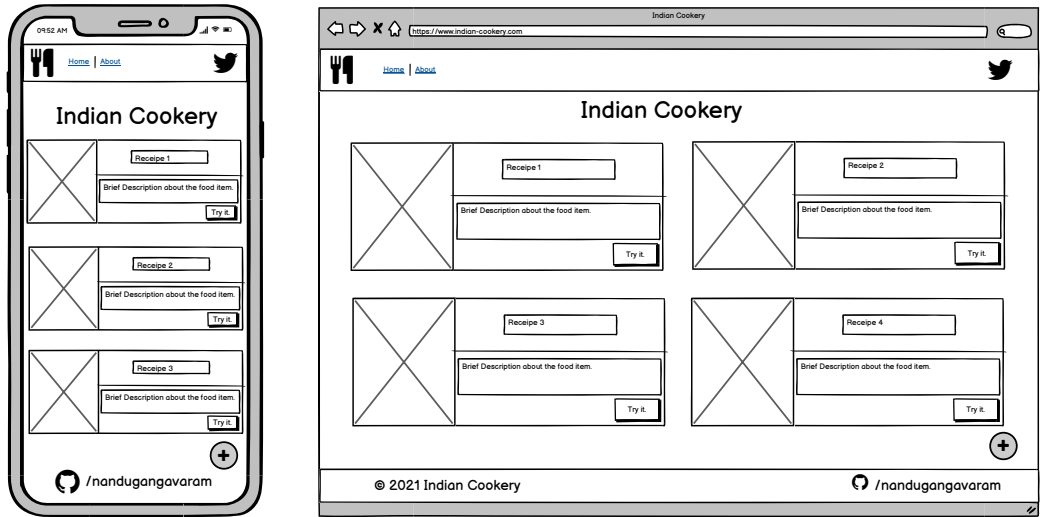 09:52 AM
Home | About
Indian Cookery
Receipe 1
Brief Description about the food item.
Try it.
Receipe 2
Brief Description about the food item.
Try it.
Receipe 3
Brief Description about the food item.
Try it.
+
/nandugangavaram
Indian Cookery
https://www.indian-cookery.com
Home | About
Indian Cookery
Receipe 1
Brief Description about the food item.
Try it.
Receipe 2
Brief Description about the food item.
Try it.
Receipe 3
Brief Description about the food item.
Try it.
Receipe 4
Brief Description about the food item.
Try it.
+
© 2021 Indian Cookery
/nandugangavaram